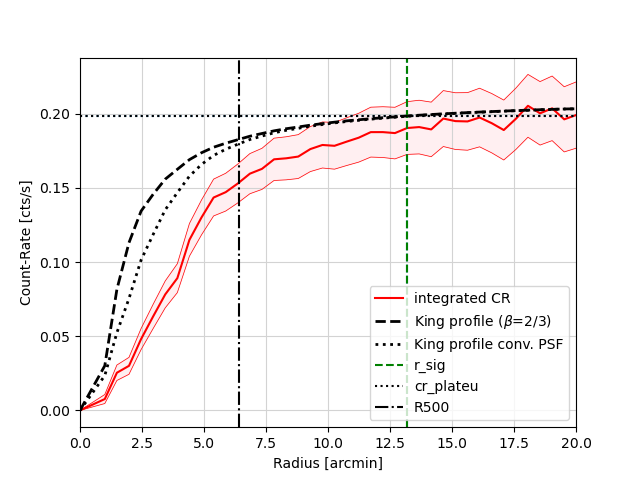 0.20
0.15
0.10
0.05
0.00
Count-Rate [cts/s]
integrated CR
King profile (β=2/3)
King profile conv. PSF
r_sig
cr_plateu
R500
0.0 2.5 5.0 7.5 10.0 12.5 15.0 17.5 20.0
Radius [arcmin]